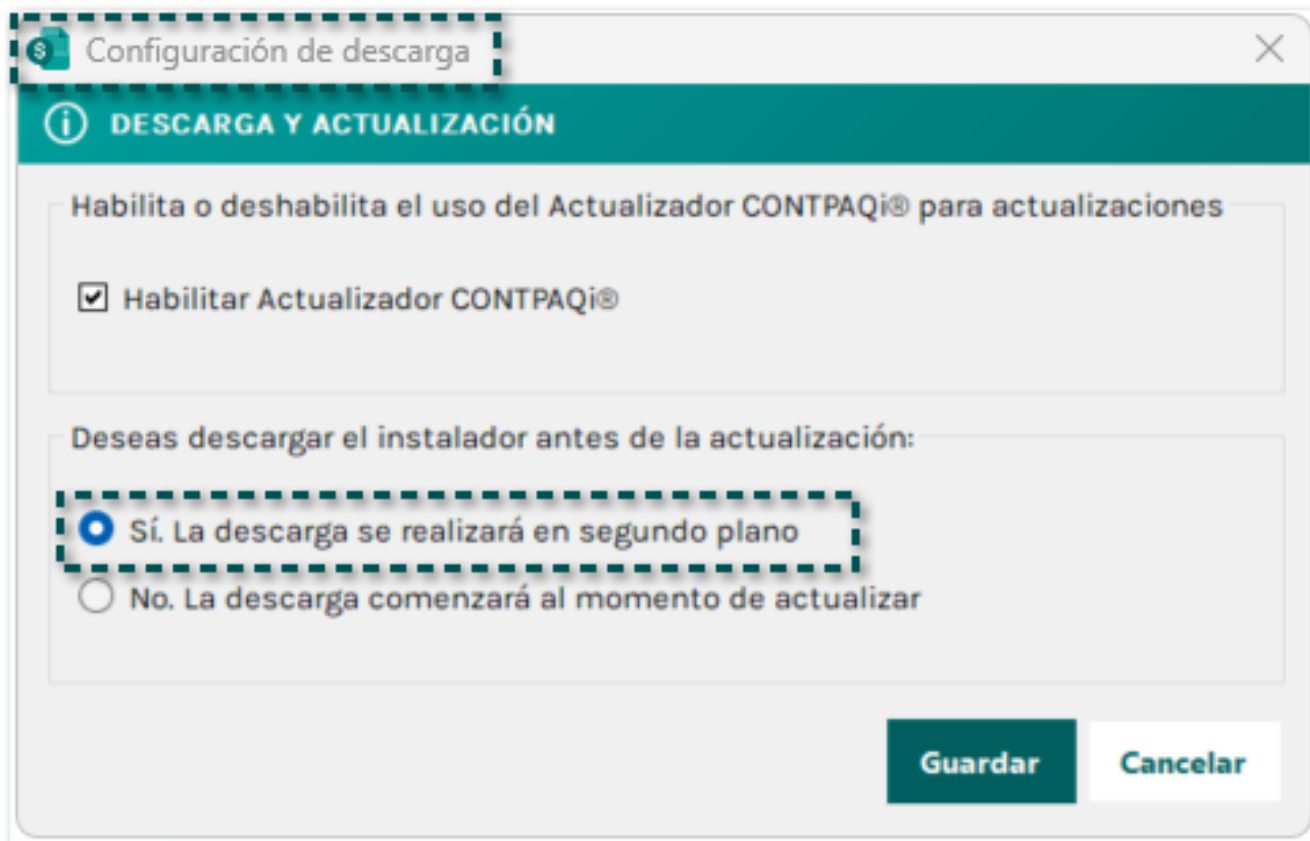 Configuración de descarga
DESCARGA Y ACTUALIZACIÓN
Habilita o deshabilita el uso del Actualizador CONTPAQi® para actualizaciones
Habilitar Actualizador CONTPAQi®
Deseas descargar el instalador antes de la actualización:
Sí. La descarga se realizará en segundo plano
No. La descarga comenzará al momento de actualizar
Guardar Cancelar